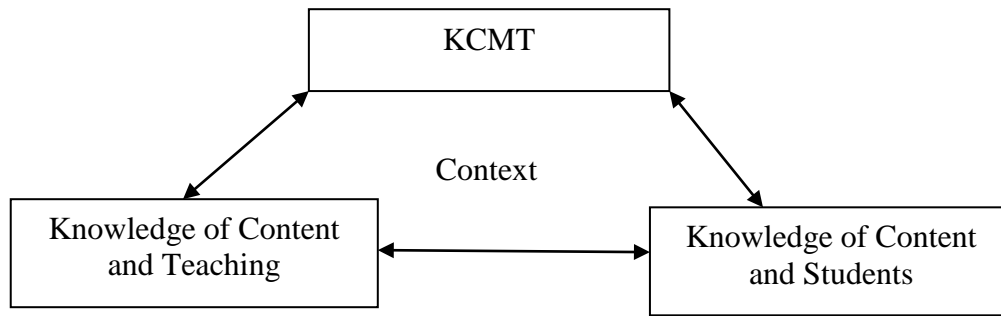 KCMT
Context
Knowledge of Content
and Teaching
Knowledge of Content
and Students